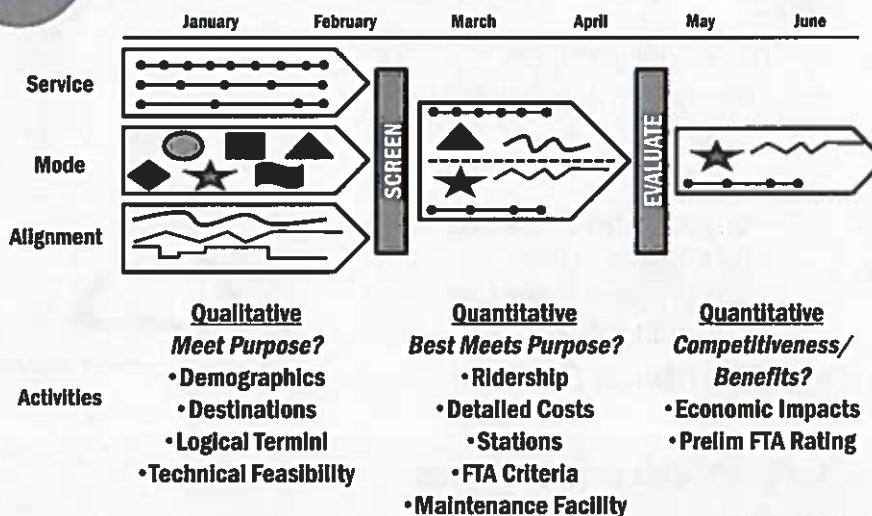 January February March April May June
Service
Mode
Alignment
SCREEN
EVALUATE
Activities
Qualitative
Meet Purpose?
•Demographics
•Destinations
•Logical Termini
•Technical Feasibility
Quantitative
Best Meets Purpose?
•Ridership
•Detailed Costs
•Stations
•FTA Criteria
•Maintenance Facility
Quantitative
Competitiveness/
Benefits?
•Economic Impacts
•Prelim FTA Rating